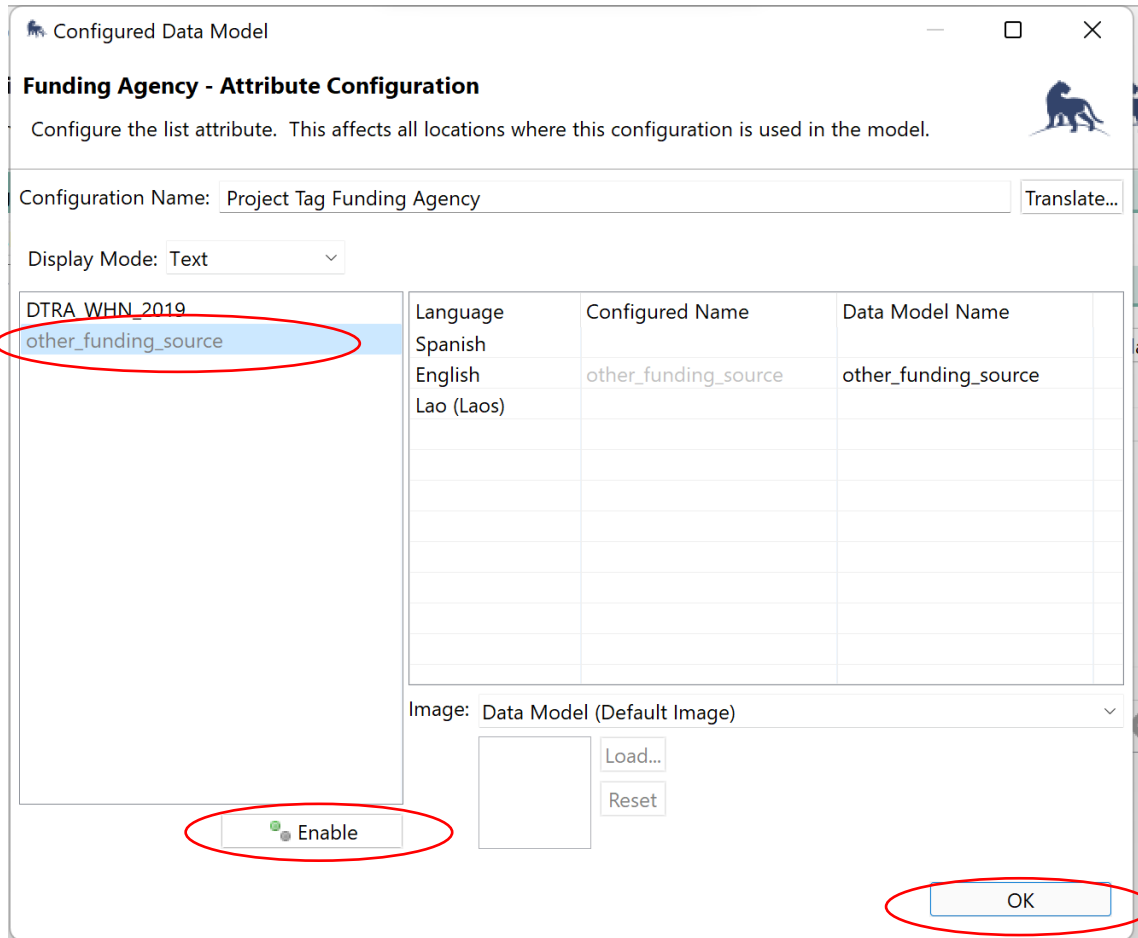 Configured Data Model
Funding Agency - Attribute Configuration
Configure the list attribute.  This affects all locations where this configuration is used in the model.
Configuration Name: Project Tag Funding Agency Translate...
Display Mode: Text
DTRA_WHN_2019
other_funding_source
Language Configured Name Data Model Name
Spanish
English other_funding_source other_funding_source
Lao (Laos)
Image: Data Model (Default Image)
Load...
Reset
Enable
OK